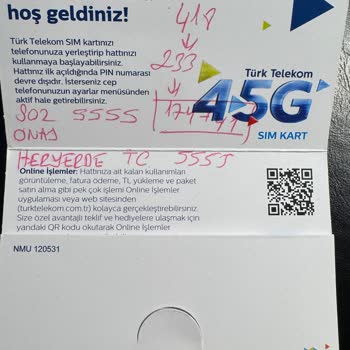 hoş geldiniz!
418
Türk Telekom SIM kartınızı
telefonunuza yerleştirip hattınızı
kullanmaya başlayabilirsiniz.
Hattınız ilk açıldığında PIN numarası
devre dışıdır. İsterseniz cep
telefonunuzun ayarlar menüsünden
aktif hale getirebilirsiniz.
233
Türk Telekom
4.5G
SIM KART
5555
ONAJ
HERYERDE TC 5555
Online İşlemler: Hattınıza ait kalan kullanımları
görüntüleme, fatura ödeme, TL yükleme ve paket
satın alma gibi pek çok işlemi Online İşlemler
uygulaması veya web sitesinden
(turktelekom.com.tr) kolayca gerçekleştirebilirsiniz.
Size özel avantajlı teklif ve hediyelere ulaşmak için
yandaki QR kodu okutarak Online İşlemler
NMU 120531